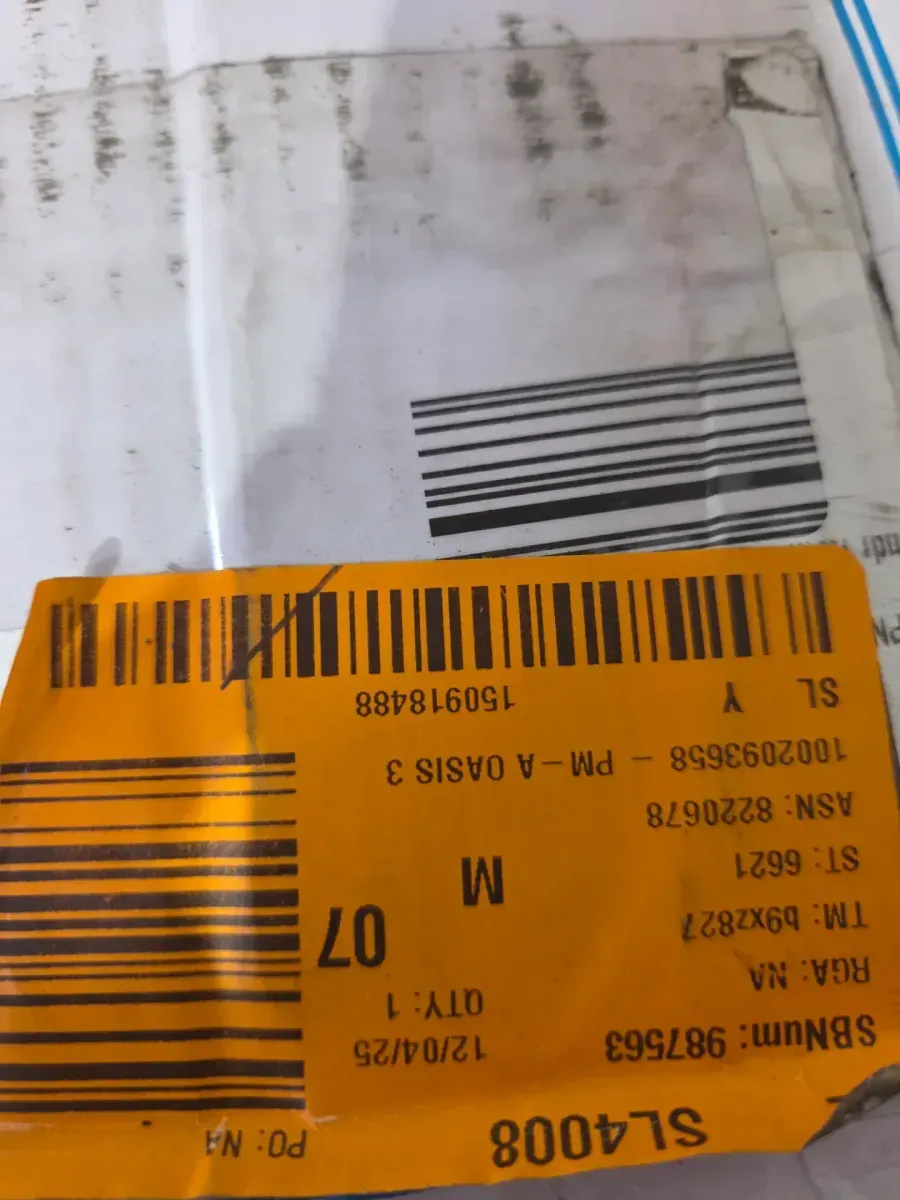 SL4008
PO: NA
SBNum: 987563
12/04/25
RGA: NA
QTY: 1
TM: b9xz827
07
ST: 6621
M
ASN: 8220678
1002093658 - PM-A OASIS 3
SL Y 150918488